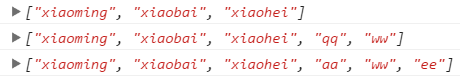 ["xiaoming", "xiaobai", "xiaohei"]
["xiaoming", "xiaobai", "xiaohei", "qq", "ww"]
["xiaoming", "xiaobai", "xiaohei", "aa", "ww", "ee"]